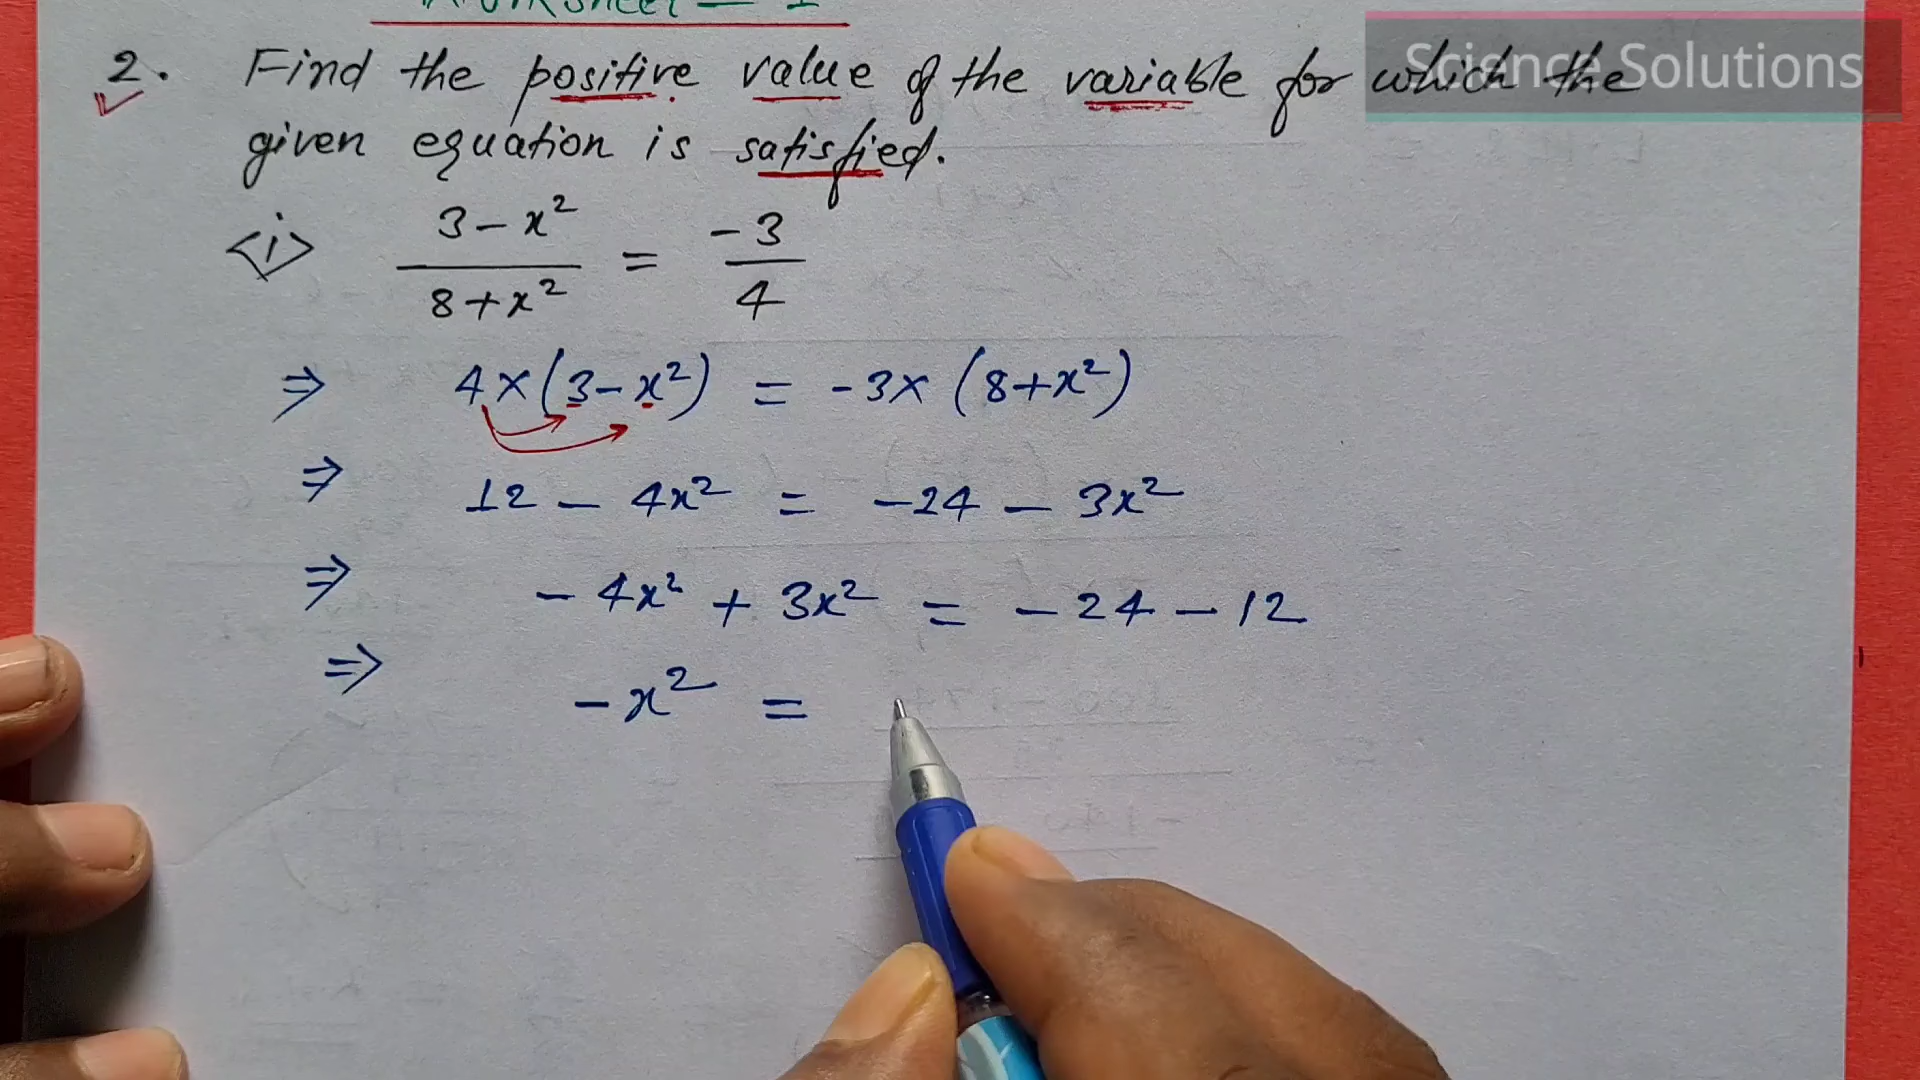 Worksheet - 1
Science Solutions
2. Find the positive value of the variable for which the
given equation is satisfied.
<i> (3-x²)/(8+x²) = -3/4
⇒ 4×(3-x²) = -3×(8+x²)
⇒ 12 - 4x² = -24 - 3x²
⇒ -4x² + 3x² = -24 - 12
⇒ -x² =